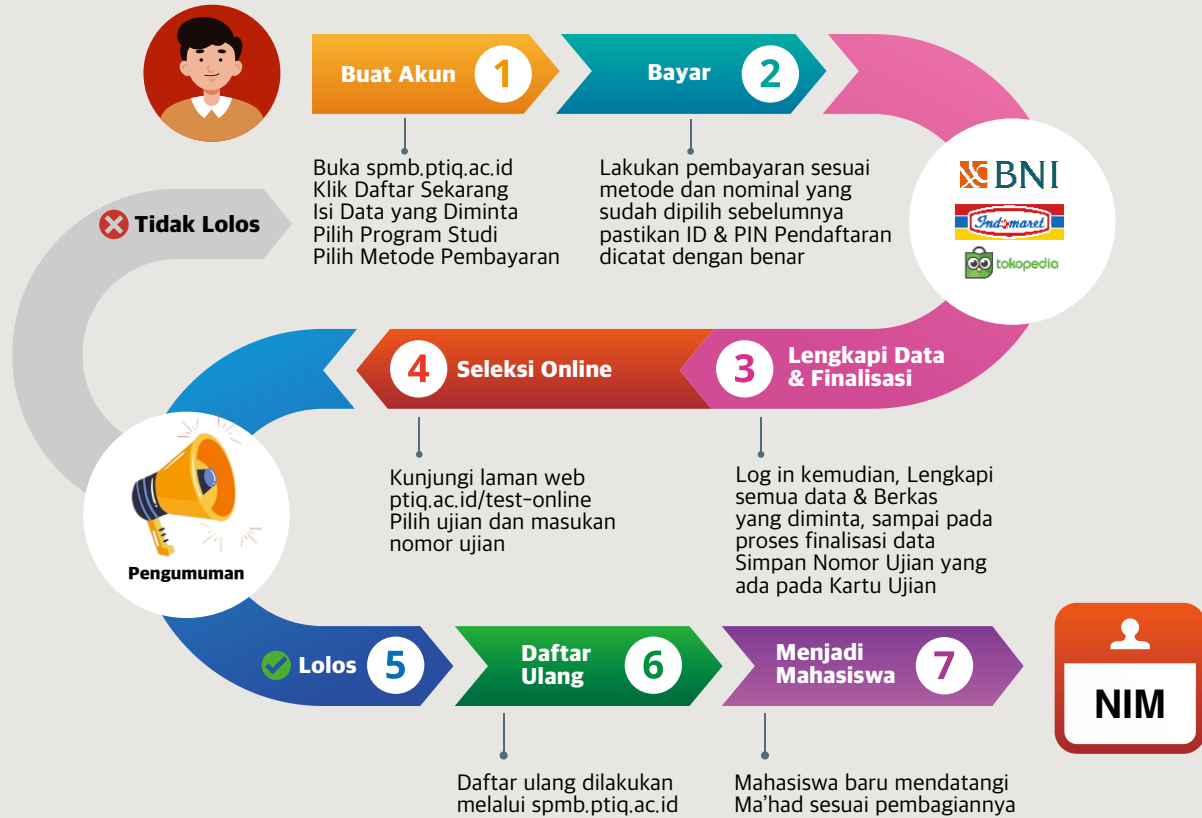 Buat Akun 1
Bayar 2
Buka spmb.ptiq.ac.id
Klik Daftar Sekarang
Isi Data yang Diminta
Pilih Program Studi
Pilih Metode Pembayaran
Lakukan pembayaran sesuai
metode dan nominal yang
sudah dipilih sebelumnya
pastikan ID & PIN Pendaftaran
dicatat dengan benar
BNI
Indomaret
tokopedia
Tidak Lolos
3 Lengkapi Data
& Finalisasi
Log in kemudian, Lengkapi
semua data & Berkas
yang diminta, sampai pada
proses finalisasi data
Simpan Nomor Ujian yang
ada pada Kartu Ujian
4 Seleksi Online
Kunjungi laman web
ptiq.ac.id/test-online
Pilih ujian dan masukan
nomor ujian
Pengumuman
Lolos 5
Daftar
Ulang 6
Menjadi
Mahasiswa 7
NIM
Daftar ulang dilakukan
melalui spmb.ptiq.ac.id
Mahasiswa baru mendatangi
Ma'had sesuai pembagiannya